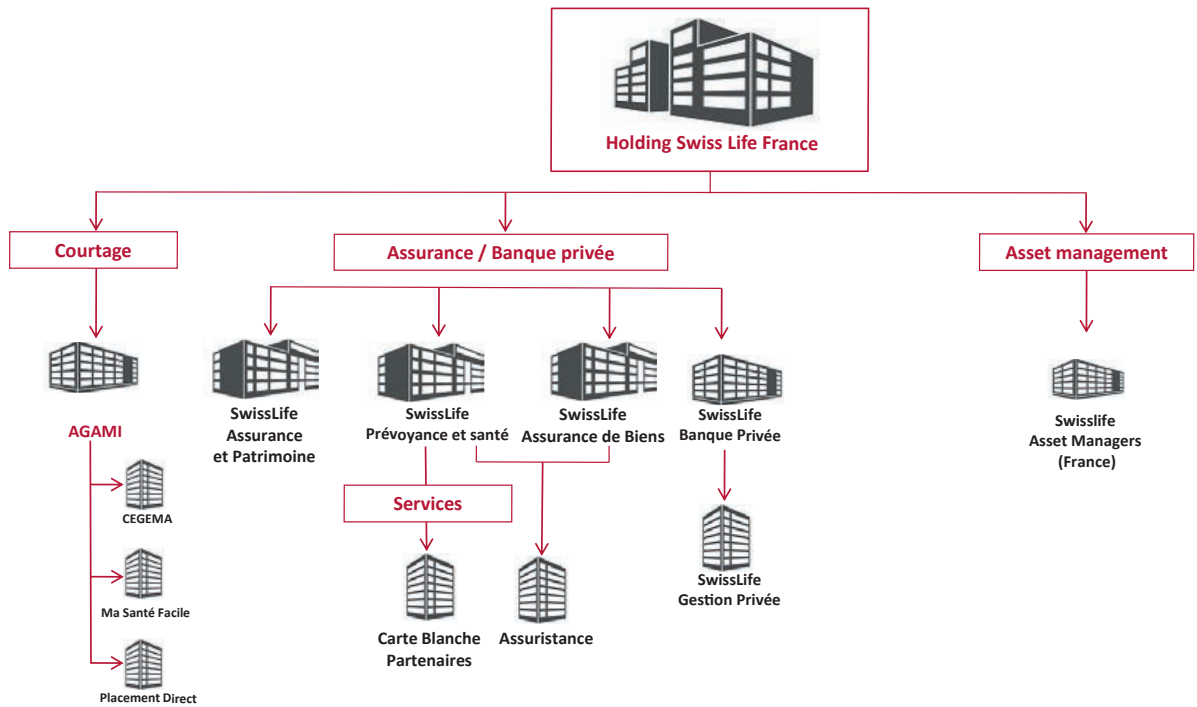 Holding Swiss Life France
Courtage
Assurance / Banque privée
Asset management
AGAMI
CEGEMA
Ma Santé Facile
Placement Direct
SwissLife
Assurance
et Patrimoine
SwissLife
Prévoyance et santé
SwissLife
Assurance de Biens
SwissLife
Banque Privée
Services
Carte Blanche
Partenaires
Assuristance
SwissLife
Gestion Privée
Swisslife
Asset Managers
(France)